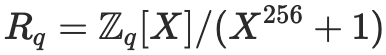 R_q = ℤ_q[X]/(X^{256} + 1)